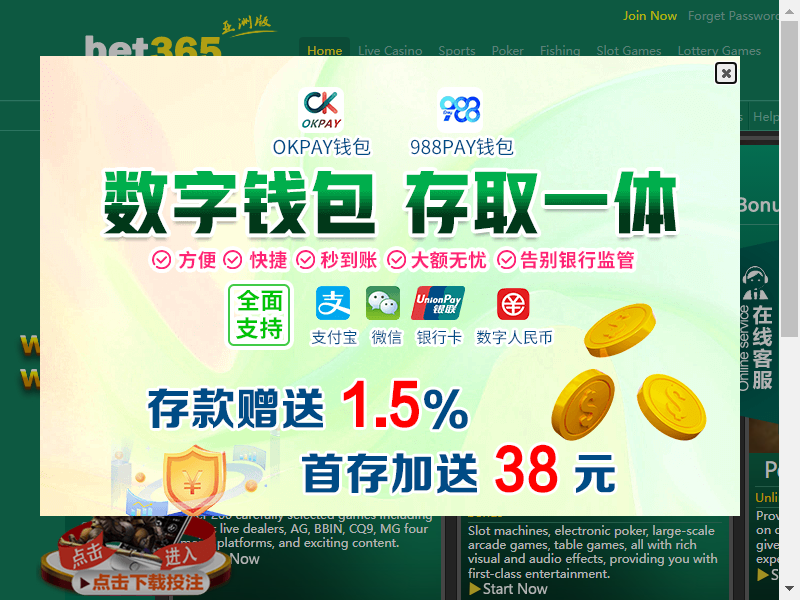 Join Now Forget Password
亚洲版
bet365
Home Live Casino Sports Poker Fishing Slot Games Lottery Games
Help
OKPAY
988
OKPAY钱包 988PAY钱包
数字钱包 存取一体
方便 快捷 秒到账 大额无忧 告别银行监管
Bonu
全面
支持
支
UnionPay
银联
支付宝 微信 银行卡 数字人民币
在线客服
Online service
存款赠送 1.5%
首存加送 38 元
carefully selected games including
live dealers, AG, BBIN, CQ9, MG four
platforms, and exciting content.
Now
点击 进入
点击下载投注
Slot machines, electronic poker, large-scale
arcade games, table games, all with rich
visual and audio effects, providing you with
first-class entertainment.
Start Now